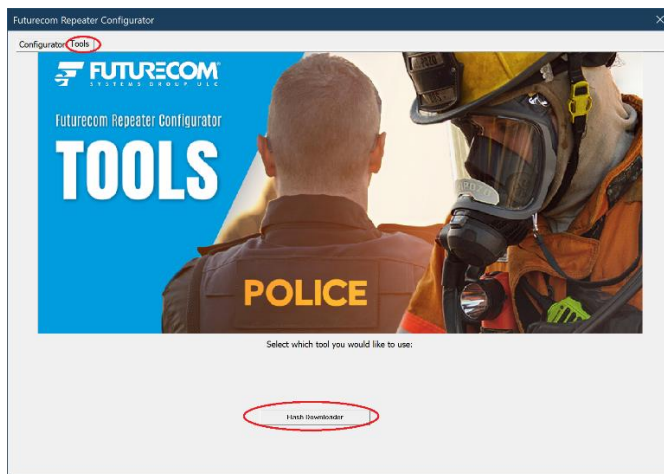 Futurecom Repeater Configurator
Configurator Tools
FUTURECOM
SYSTEMS GROUP ULC
Futurecom Repeater Configurator
TOOLS
POLICE
Select which tool you would like to use:
Flash Downloader